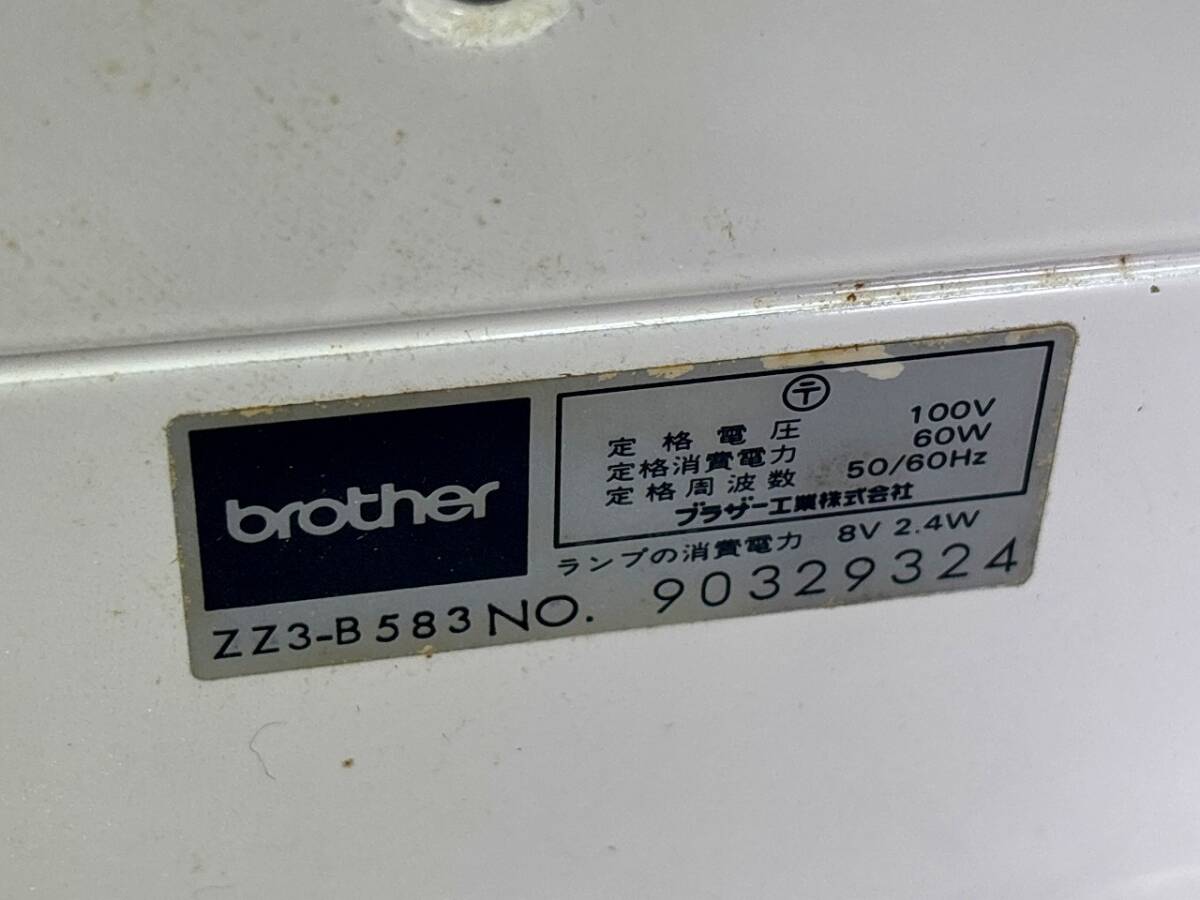 brother
〒
定格電圧 100V
定格消費電力 60W
定格周波数 50/60Hz
ブラザー工業株式会社
ランプの消費電力 8V 2.4W
ZZ3-B583 NO. 90329324